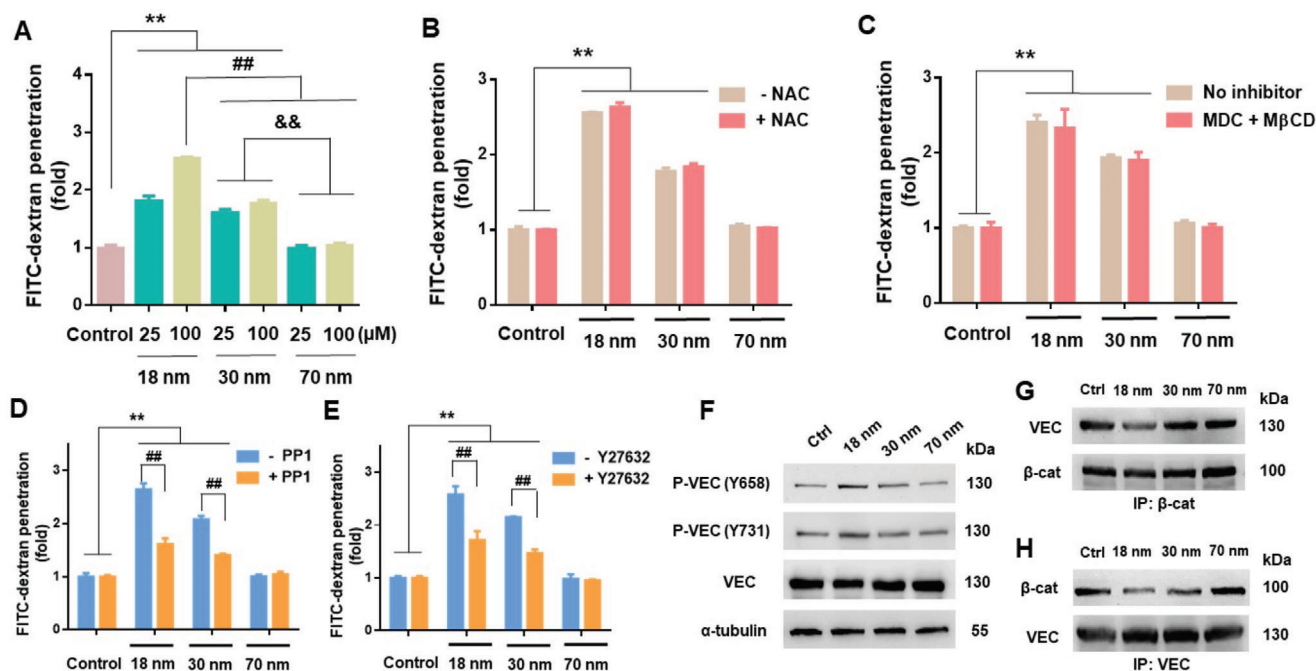 A
FITC-dextran penetration
(fold)
4
3
2
1
0
**
##
&&
Control 25 100 25 100 25 100 (µM)
18 nm 30 nm 70 nm
B
FITC-dextran penetration
(fold)
3
2
1
0
**
- NAC
+ NAC
Control 18 nm 30 nm 70 nm
C
FITC-dextran penetration
(fold)
3
2
1
0
**
No inhibitor
MDC + MβCD
Control 18 nm 30 nm 70 nm
D
FITC-dextran penetration
(fold)
3
2
1
0
**
##
##
- PP1
+ PP1
Control 18 nm 30 nm 70 nm
E
FITC-dextran penetration
(fold)
3
2
1
0
**
##
##
- Y27632
+ Y27632
Control 18 nm 30 nm 70 nm
F
Ctrl 18 nm 30 nm 70 nm kDa
P-VEC (Y658) 130
P-VEC (Y731) 130
VEC 130
α-tubulin 55
G
Ctrl 18 nm 30 nm 70 nm kDa
VEC 130
β-cat 100
IP: β-cat
H
Ctrl 18 nm 30 nm 70 nm kDa
β-cat 100
VEC 130
IP: VEC